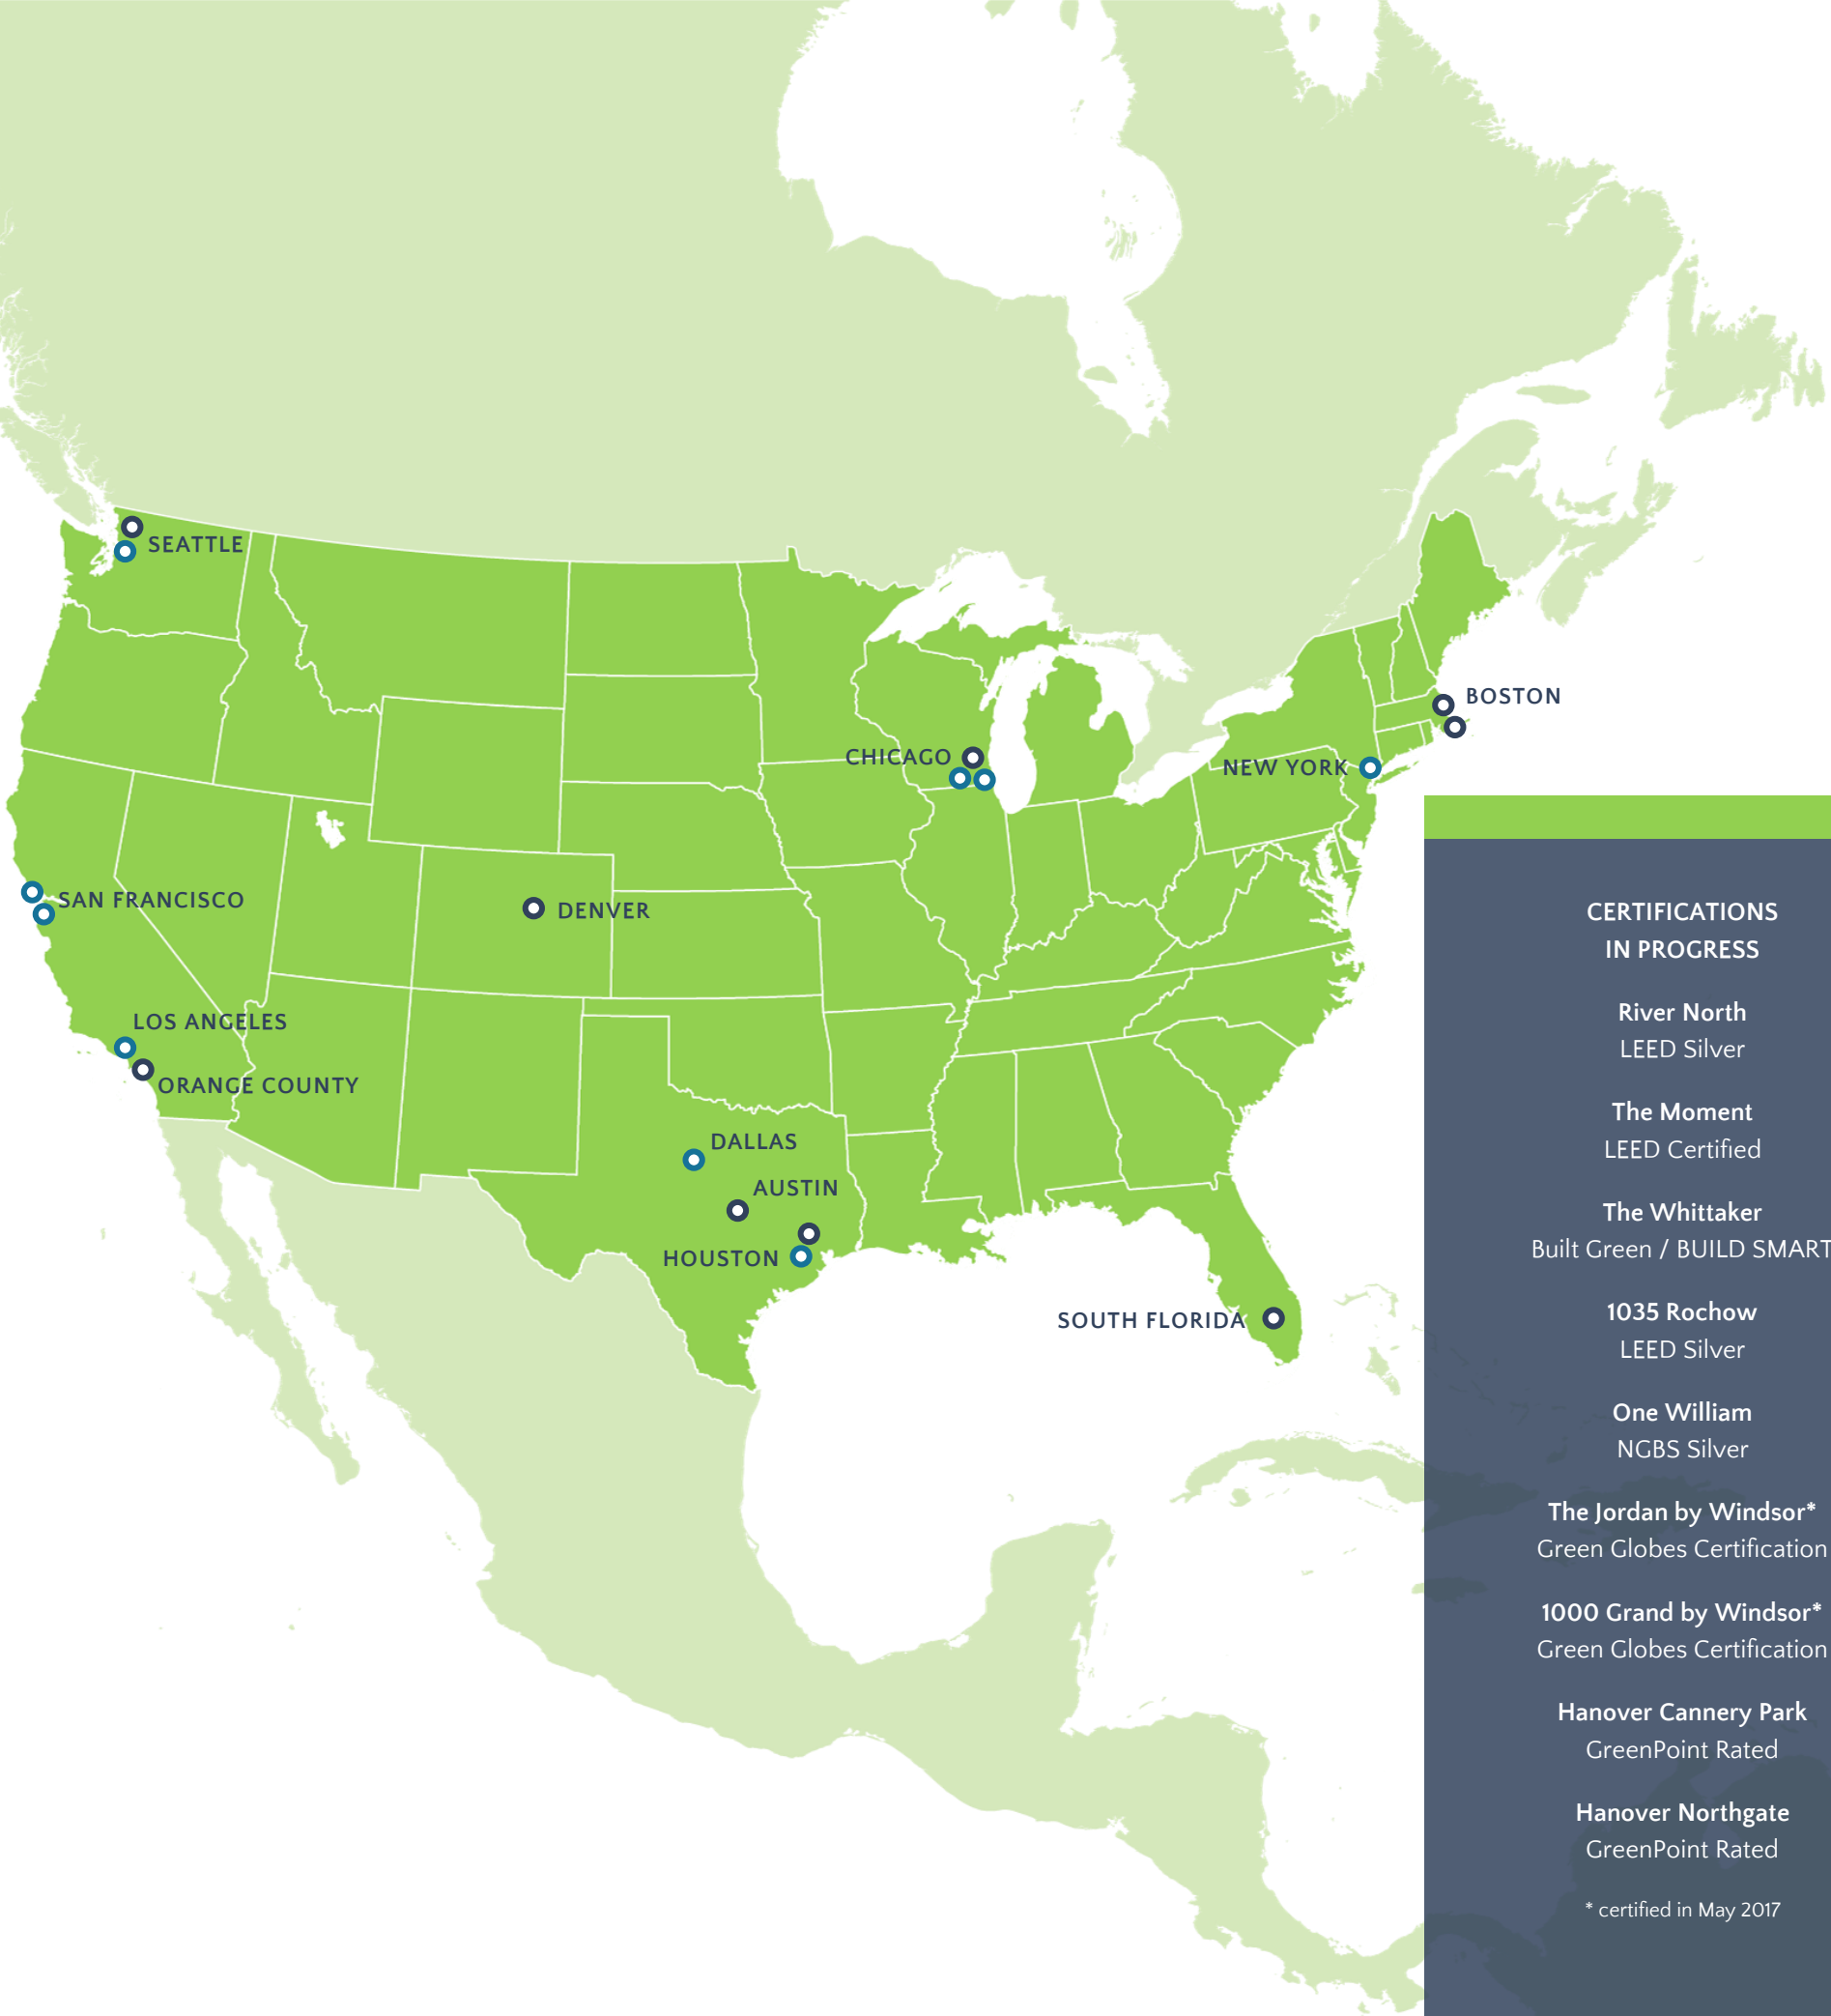 SEATTLE
BOSTON
CHICAGO
NEW YORK
SAN FRANCISCO
DENVER
LOS ANGELES
ORANGE COUNTY
DALLAS
AUSTIN
HOUSTON
SOUTH FLORIDA
CERTIFICATIONS
IN PROGRESS
River North
LEED Silver
The Moment
LEED Certified
The Whittaker
Built Green / BUILD SMART
1035 Rochow
LEED Silver
One William
NGBS Silver
The Jordan by Windsor*
Green Globes Certification
1000 Grand by Windsor*
Green Globes Certification
Hanover Cannery Park
GreenPoint Rated
Hanover Northgate
GreenPoint Rated
* certified in May 2017